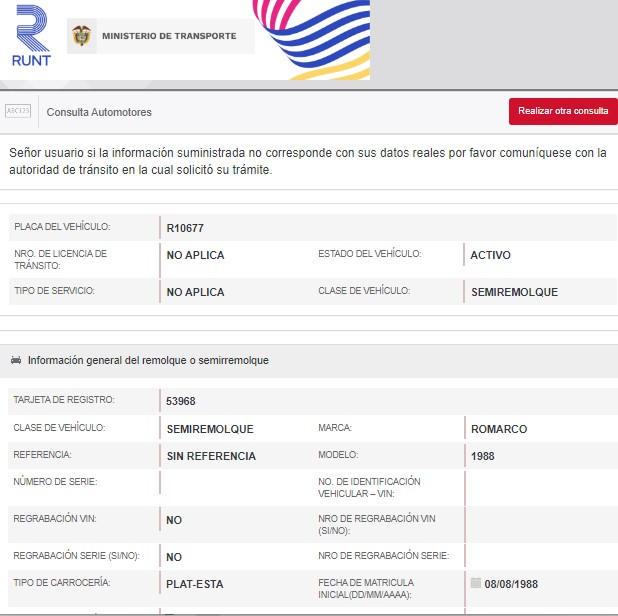 RUNT
MINISTERIO DE TRANSPORTE
AEC123
Consulta Automotores
Realizar otra consulta
Señor usuario si la información suministrada no corresponde con sus datos reales por favor comuníquese con la
autoridad de tránsito en la cual solicitó su trámite.
PLACA DEL VEHÍCULO:
R10677
NRO. DE LICENCIA DE
TRÁNSITO:
NO APLICA
ESTADO DEL VEHÍCULO:
ACTIVO
TIPO DE SERVICIO:
NO APLICA
CLASE DE VEHÍCULO:
SEMIREMOLQUE
Información general del remolque o semirremolque
TARJETA DE REGISTRO:
53968
CLASE DE VEHÍCULO:
SEMIREMOLQUE
MARCA:
ROMARCO
REFERENCIA:
SIN REFERENCIA
MODELO:
1988
NÚMERO DE SERIE:
NO. DE IDENTIFICACIÓN
VEHICULAR – VIN:
REGRABACIÓN VIN:
NO
NRO DE REGRABACIÓN VIN
(SI/NO):
REGRABACIÓN SERIE (SI/NO):
NO
NRO DE REGRABACIÓN SERIE:
TIPO DE CARROCERÍA:
PLAT-ESTA
FECHA DE MATRICULA
INICIAL(DD/MM/AAAA):
08/08/1988